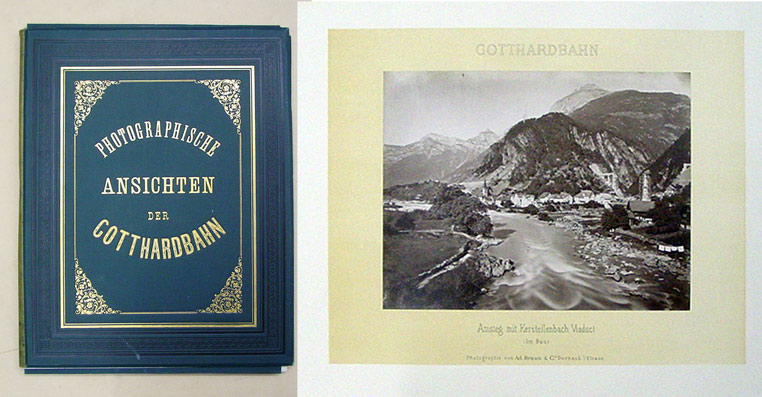 PHOTOGRAPHISCHE
ANSICHTEN
DER
GOTTHARDBAHN
GOTTHARDBAHN
Amsteg mit Kerstellenbach Viaduct
(im Bau)
Photographie von Ad. Braun & Cie Dornach (Elsass)